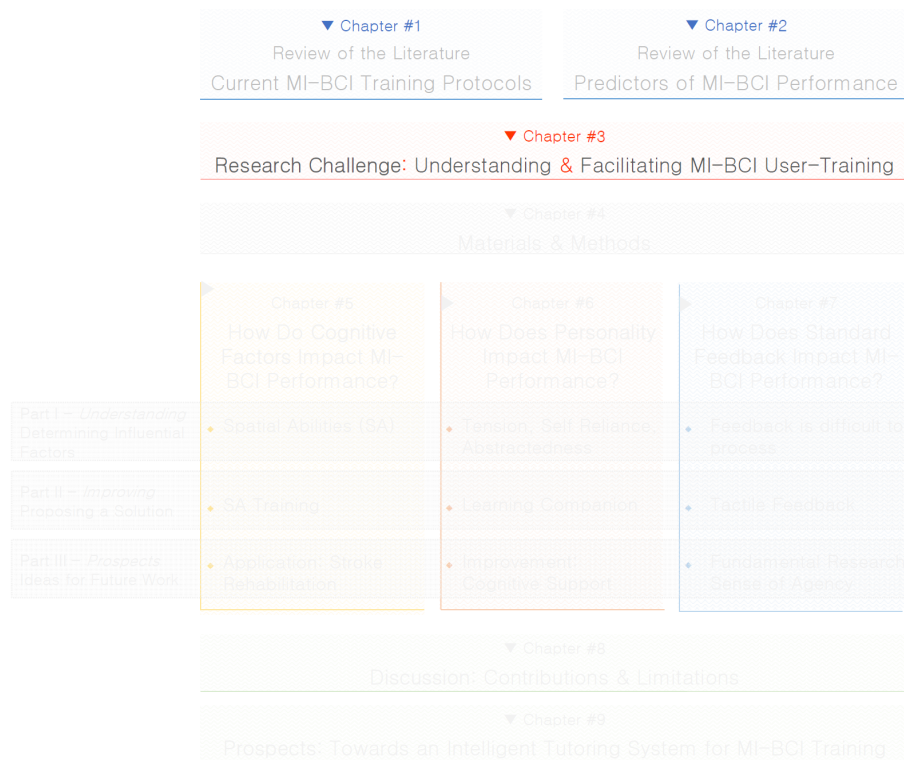 ▼ Chapter #1
Review of the Literature
Current MI-BCI Training Protocols
▼ Chapter #2
Review of the Literature
Predictors of MI-BCI Performance
▼ Chapter #3
Research Challenge: Understanding & Facilitating MI-BCI User-Training
▼ Chapter #4
Materials & Methods
Chapter #5
How Do Cognitive
Factors Impact MI-
BCI Performance?
Chapter #6
How Does Personality
Impact MI-BCI
Performance?
Chapter #7
How Does Standard
Feedback Impact MI-
BCI Performance?
Part I - Understanding
Determining Influential
Factors
Spatial Abilities (SA)
Tension, Self Reliance,
Abstractedness
Feedback is difficult to
process
Part II - Improving
Proposing a Solution
SA Training
Learning Companion
Tactile Feedback
Part III - Prospects
Ideas for Future Work
Application: Stroke
Rehabilitation
Improvement:
Cognitive Support
Fundamental Research
Sense of Agency
▼ Chapter #8
Discussion: Contributions & Limitations
▼ Chapter #9
Prospects: Towards an Intelligent Tutoring System for MI-BCI Training